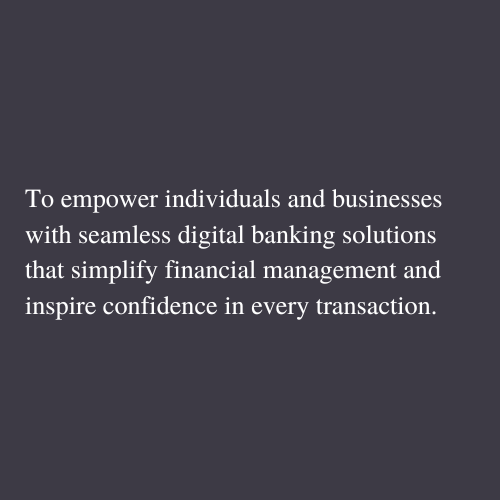 To empower individuals and businesses
with seamless digital banking solutions
that simplify financial management and
inspire confidence in every transaction.